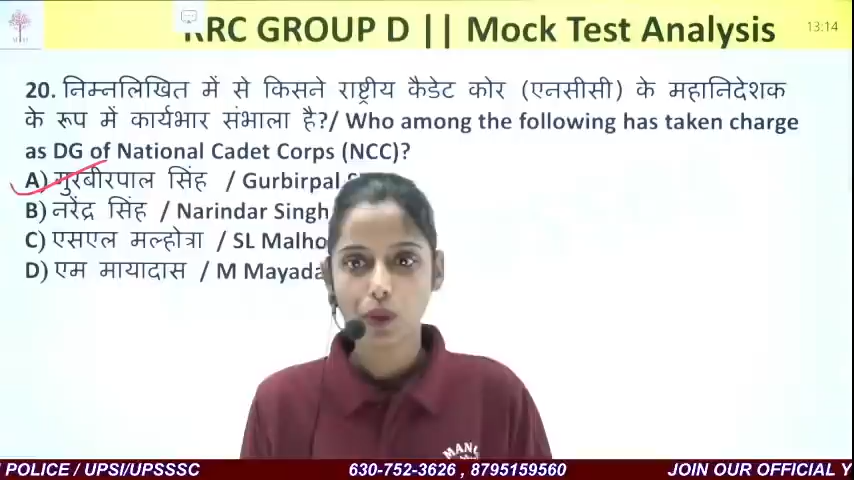 RRC GROUP D || Mock Test Analysis
13:14
20. निम्नलिखित में से किसने राष्ट्रीय कैडेट कोर (एनसीसी) के महानिदेशक
के रूप में कार्यभार संभाला है?/ Who among the following has taken charge
as DG of National Cadet Corps (NCC)?
A) गुरबीरपाल सिंह / Gurbirpal
B) नरेंद्र सिंह / Narindar Singh
C) एसएल मल्होत्रा / SL Malho
D) एम मायादास / M Mayada
MANU
POLICE / UPSI/UPSSSC 630-752-3626 , 8795159560 JOIN OUR OFFICIAL Y